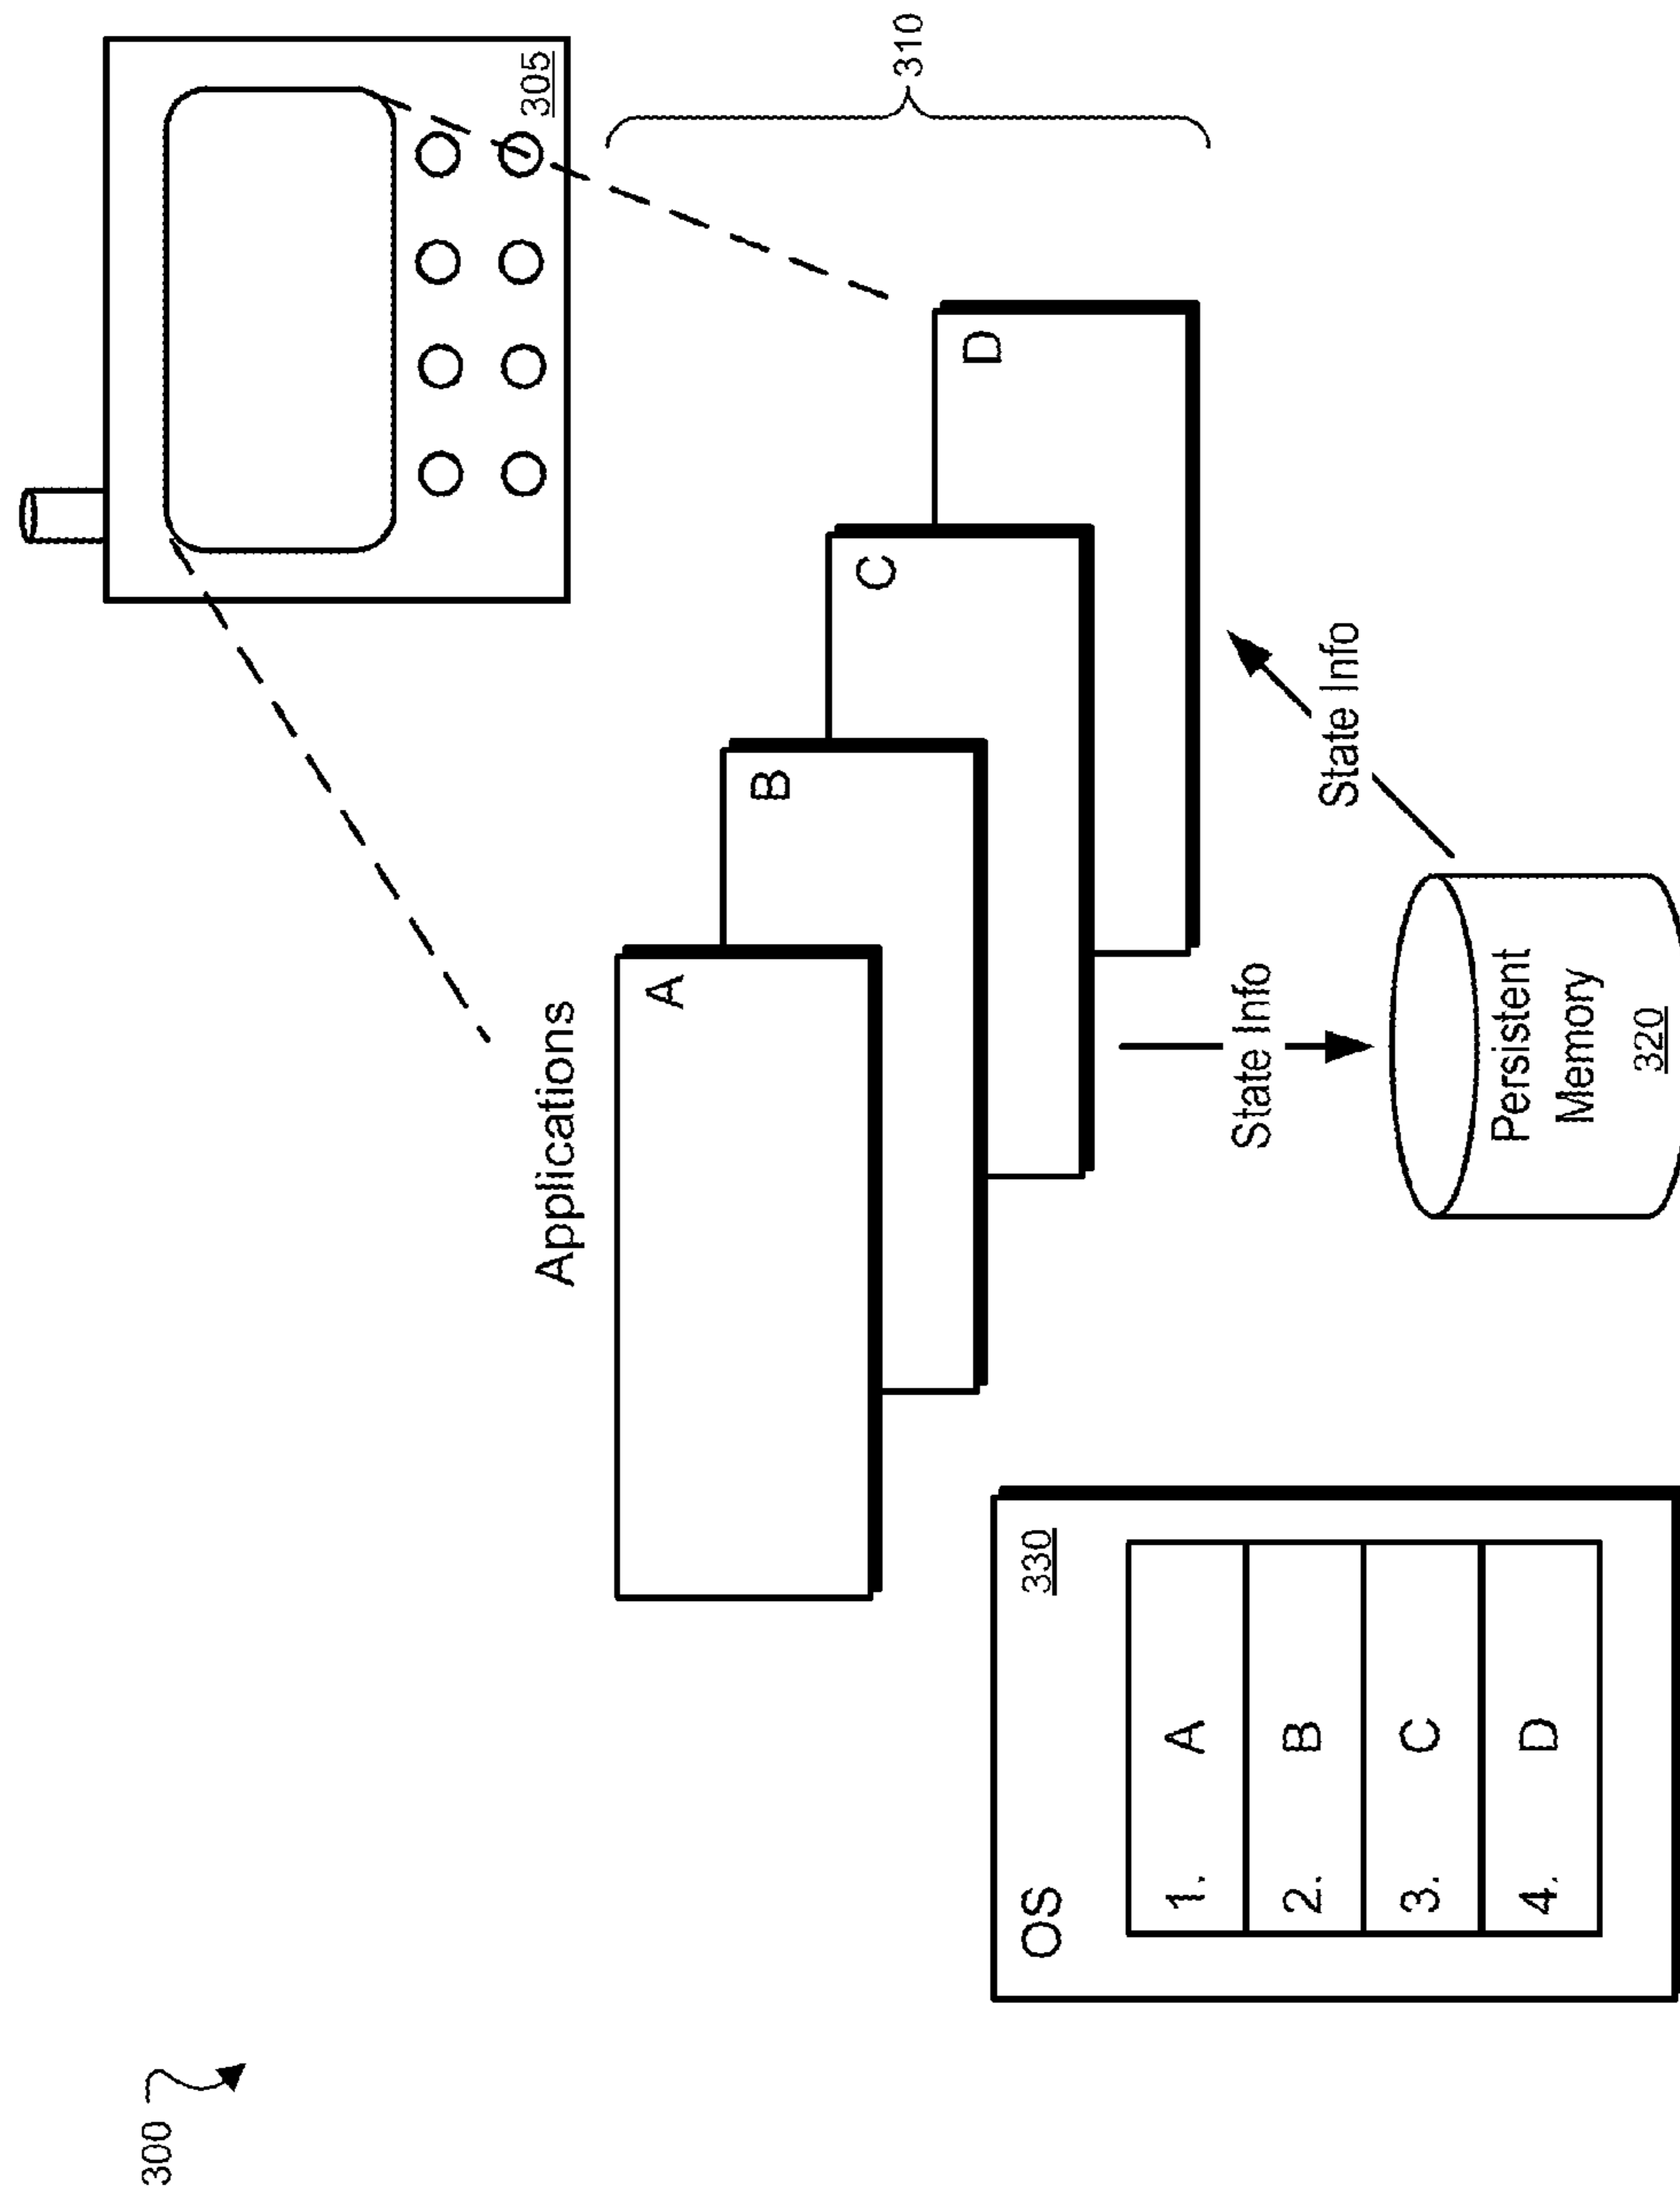 300
305
310
Applications
A
B
C
D
OS
330
1. A
2. B
3. C
4. D
State Info
State Info
Persistent
Memory
320